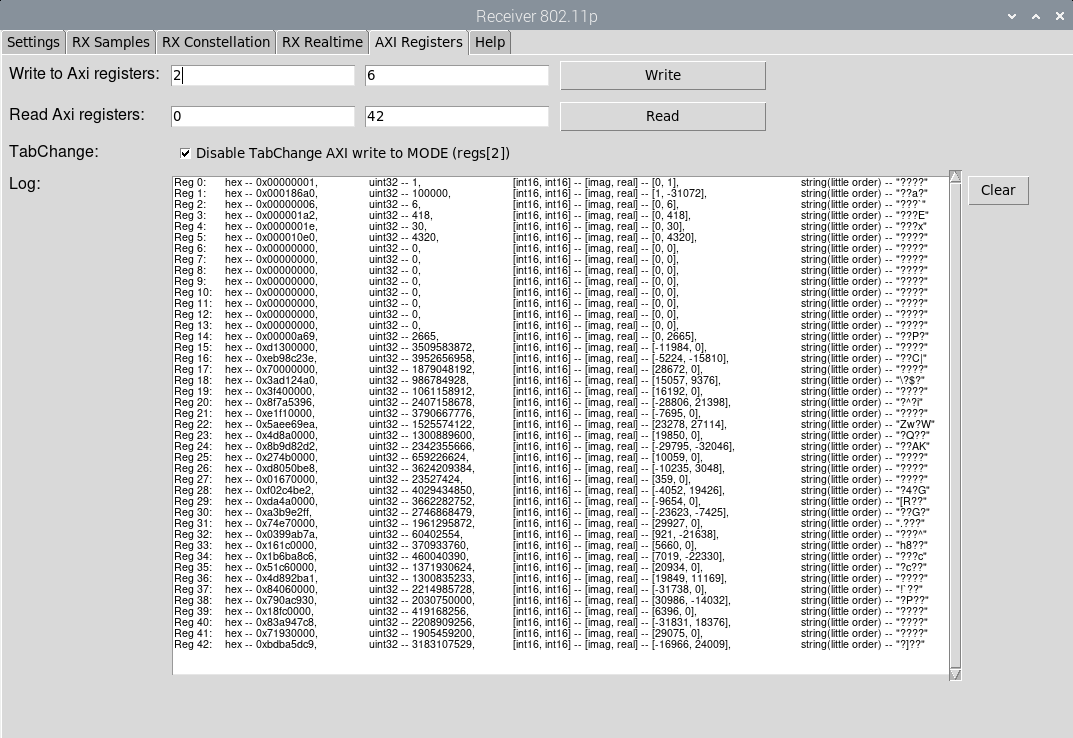 Receiver 802.11p
Settings RX Samples RX Constellation RX Realtime AXI Registers Help
Write to Axi registers: 2 6 Write
Read Axi registers: 0 42 Read
TabChange: Disable TabChange AXI write to MODE (regs[2])
Log: Clear
Reg 0: hex -- 0x00000001, uint32 -- 1, [int16, int16] -- [imag, real] -- [0, 1], string(little order) -- "????"
Reg 1: hex -- 0x000186a0, uint32 -- 100000, [int16, int16] -- [imag, real] -- [1, -31072], string(little order) -- "??a?"
Reg 2: hex -- 0x00000006, uint32 -- 6, [int16, int16] -- [imag, real] -- [0, 6], string(little order) -- "???`"
Reg 3: hex -- 0x000001a2, uint32 -- 418, [int16, int16] -- [imag, real] -- [0, 418], string(little order) -- "???E"
Reg 4: hex -- 0x0000001e, uint32 -- 30, [int16, int16] -- [imag, real] -- [0, 30], string(little order) -- "???x"
Reg 5: hex -- 0x000010e0, uint32 -- 4320, [int16, int16] -- [imag, real] -- [0, 4320], string(little order) -- "????"
Reg 6: hex -- 0x00000000, uint32 -- 0, [int16, int16] -- [imag, real] -- [0, 0], string(little order) -- "????"
Reg 7: hex -- 0x00000000, uint32 -- 0, [int16, int16] -- [imag, real] -- [0, 0], string(little order) -- "????"
Reg 8: hex -- 0x00000000, uint32 -- 0, [int16, int16] -- [imag, real] -- [0, 0], string(little order) -- "????"
Reg 9: hex -- 0x00000000, uint32 -- 0, [int16, int16] -- [imag, real] -- [0, 0], string(little order) -- "????"
Reg 10: hex -- 0x00000000, uint32 -- 0, [int16, int16] -- [imag, real] -- [0, 0], string(little order) -- "????"
Reg 11: hex -- 0x00000000, uint32 -- 0, [int16, int16] -- [imag, real] -- [0, 0], string(little order) -- "????"
Reg 12: hex -- 0x00000000, uint32 -- 0, [int16, int16] -- [imag, real] -- [0, 0], string(little order) -- "????"
Reg 13: hex -- 0x00000000, uint32 -- 0, [int16, int16] -- [imag, real] -- [0, 0], string(little order) -- "????"
Reg 14: hex -- 0x00000a69, uint32 -- 2665, [int16, int16] -- [imag, real] -- [0, 2665], string(little order) -- "??P?"
Reg 15: hex -- 0xd1300000, uint32 -- 3509583872, [int16, int16] -- [imag, real] -- [-11984, 0], string(little order) -- "????"
Reg 16: hex -- 0xeb98c23e, uint32 -- 3952656958, [int16, int16] -- [imag, real] -- [-5224, -15810], string(little order) -- "??C|"
Reg 17: hex -- 0x70000000, uint32 -- 1879048192, [int16, int16] -- [imag, real] -- [28672, 0], string(little order) -- "????"
Reg 18: hex -- 0x3ad124a0, uint32 -- 986784928, [int16, int16] -- [imag, real] -- [15057, 9376], string(little order) -- "\?$?"
Reg 19: hex -- 0x3f400000, uint32 -- 1061158912, [int16, int16] -- [imag, real] -- [16192, 0], string(little order) -- "????"
Reg 20: hex -- 0x8f7a5396, uint32 -- 2407158678, [int16, int16] -- [imag, real] -- [-28806, 21398], string(little order) -- "?^?i"
Reg 21: hex -- 0xe1f10000, uint32 -- 3790667776, [int16, int16] -- [imag, real] -- [-7695, 0], string(little order) -- "????"
Reg 22: hex -- 0x5aee69ea, uint32 -- 1525574122, [int16, int16] -- [imag, real] -- [23278, 27114], string(little order) -- "Zw?W"
Reg 23: hex -- 0x4d8a0000, uint32 -- 1300889600, [int16, int16] -- [imag, real] -- [19850, 0], string(little order) -- "?Q??"
Reg 24: hex -- 0x8b9d82d2, uint32 -- 2342355666, [int16, int16] -- [imag, real] -- [-29795, -32046], string(little order) -- "??AK"
Reg 25: hex -- 0x274b0000, uint32 -- 659226624, [int16, int16] -- [imag, real] -- [10059, 0], string(little order) -- "????"
Reg 26: hex -- 0xd8050be8, uint32 -- 3624209384, [int16, int16] -- [imag, real] -- [-10235, 3048], string(little order) -- "????"
Reg 27: hex -- 0x01670000, uint32 -- 23527424, [int16, int16] -- [imag, real] -- [359, 0], string(little order) -- "????"
Reg 28: hex -- 0xf02c4be2, uint32 -- 4029434850, [int16, int16] -- [imag, real] -- [-4052, 19426], string(little order) -- "?4?G"
Reg 29: hex -- 0xda4a0000, uint32 -- 3662282752, [int16, int16] -- [imag, real] -- [-9654, 0], string(little order) -- "[R??"
Reg 30: hex -- 0xa3b9e2ff, uint32 -- 2746868479, [int16, int16] -- [imag, real] -- [-23623, -7425], string(little order) -- "??G?"
Reg 31: hex -- 0x74e70000, uint32 -- 1961295872, [int16, int16] -- [imag, real] -- [29927, 0], string(little order) -- ".???"
Reg 32: hex -- 0x0399ab7a, uint32 -- 60402554, [int16, int16] -- [imag, real] -- [921, -21638], string(little order) -- "???^"
Reg 33: hex -- 0x161c0000, uint32 -- 370933760, [int16, int16] -- [imag, real] -- [5660, 0], string(little order) -- "h8??"
Reg 34: hex -- 0x1b6ba8c6, uint32 -- 460040390, [int16, int16] -- [imag, real] -- [7019, -22330], string(little order) -- "???c"
Reg 35: hex -- 0x51c60000, uint32 -- 1371930624, [int16, int16] -- [imag, real] -- [20934, 0], string(little order) -- "?c??"
Reg 36: hex -- 0x4d892ba1, uint32 -- 1300835233, [int16, int16] -- [imag, real] -- [19849, 11169], string(little order) -- "????"
Reg 37: hex -- 0x84060000, uint32 -- 2214985728, [int16, int16] -- [imag, real] -- [-31738, 0], string(little order) -- "!`??"
Reg 38: hex -- 0x790ac930, uint32 -- 2030750000, [int16, int16] -- [imag, real] -- [30986, -14032], string(little order) -- "?P??"
Reg 39: hex -- 0x18fc0000, uint32 -- 419168256, [int16, int16] -- [imag, real] -- [6396, 0], string(little order) -- "????"
Reg 40: hex -- 0x83a947c8, uint32 -- 2208909256, [int16, int16] -- [imag, real] -- [-31831, 18376], string(little order) -- "????"
Reg 41: hex -- 0x71930000, uint32 -- 1905459200, [int16, int16] -- [imag, real] -- [29075, 0], string(little order) -- "????"
Reg 42: hex -- 0xbdba5dc9, uint32 -- 3183107529, [int16, int16] -- [imag, real] -- [-16966, 24009], string(little order) -- "?]??"